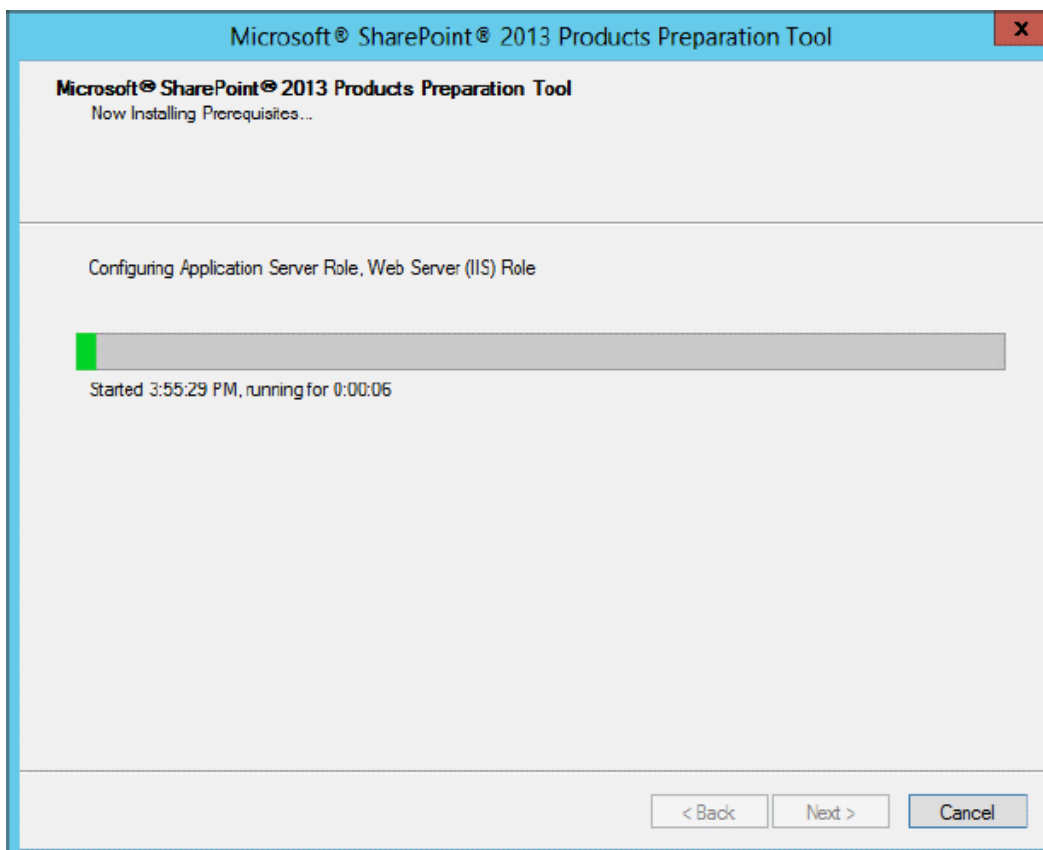 Microsoft® SharePoint® 2013 Products Preparation Tool
x
Microsoft® SharePoint® 2013 Products Preparation Tool
Now Installing Prerequisites...
Configuring Application Server Role, Web Server (IIS) Role
Started 3:55:29 PM, running for 0:00:06
< Back Next > Cancel